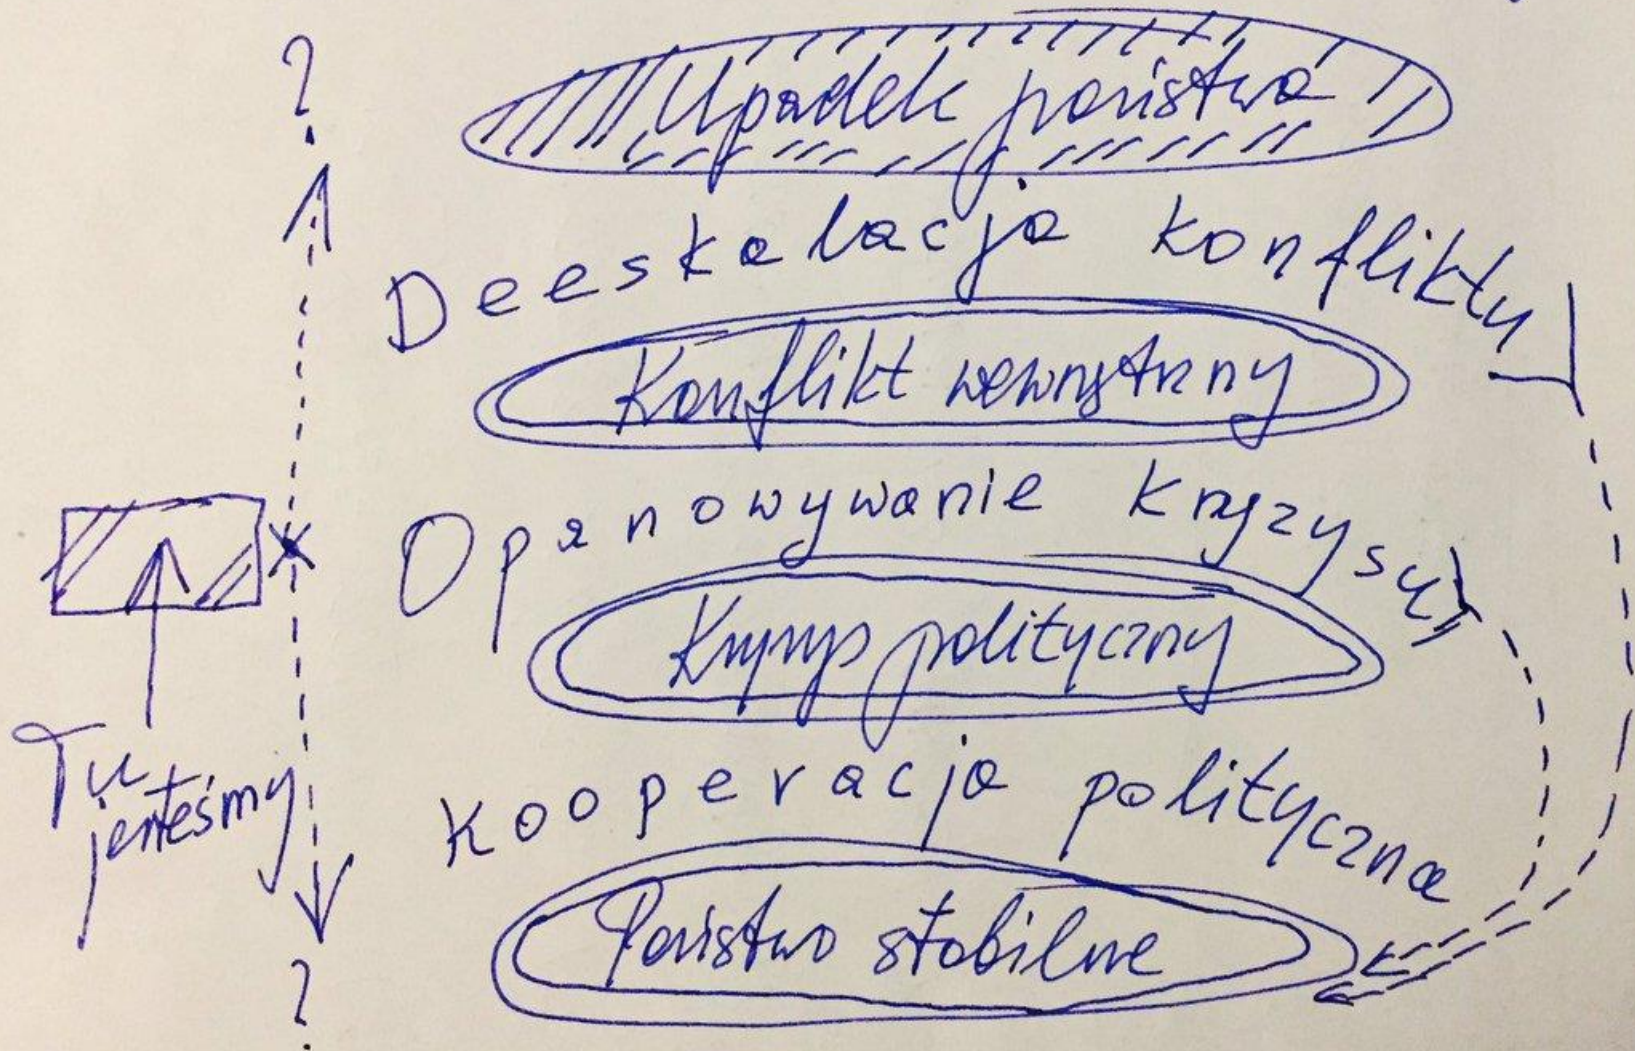 ?
Upadek państwa
Deeskalacja konfliktu
Konflikt wewnętrzny
Opanowywanie kryzysu
Kryzys polityczny
Tu jesteśmy
Kooperacja polityczna
Państwo stabilne
?